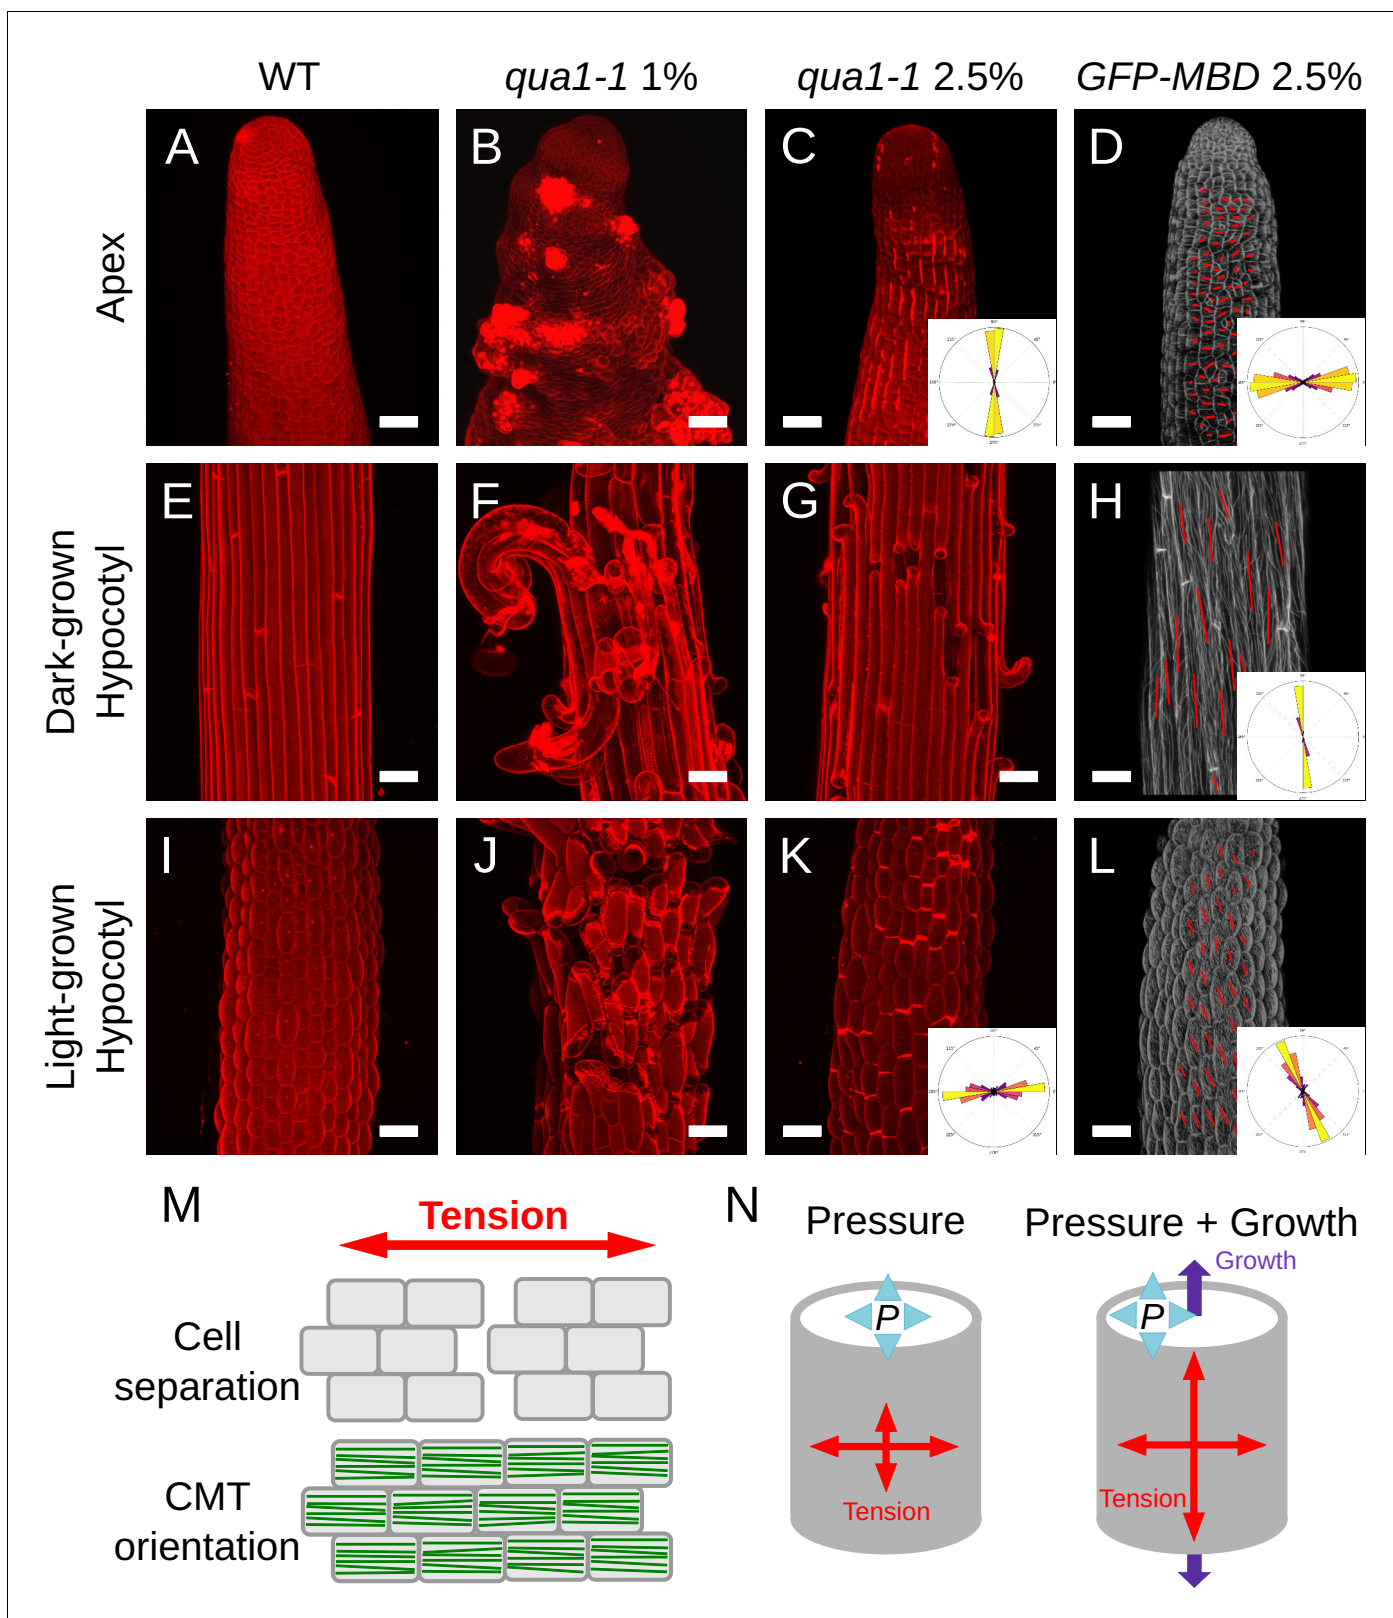 WT
qua1-1 1%
qua1-1 2.5%
GFP-MBD 2.5%
Apex
A
B
C
D
Dark-grown
Hypocotyl
E
F
G
H
Light-grown
Hypocotyl
I
J
K
L
M
Tension
Cell
separation
CMT
orientation
N
Pressure
P
Tension
Pressure + Growth
Growth
P
Tension